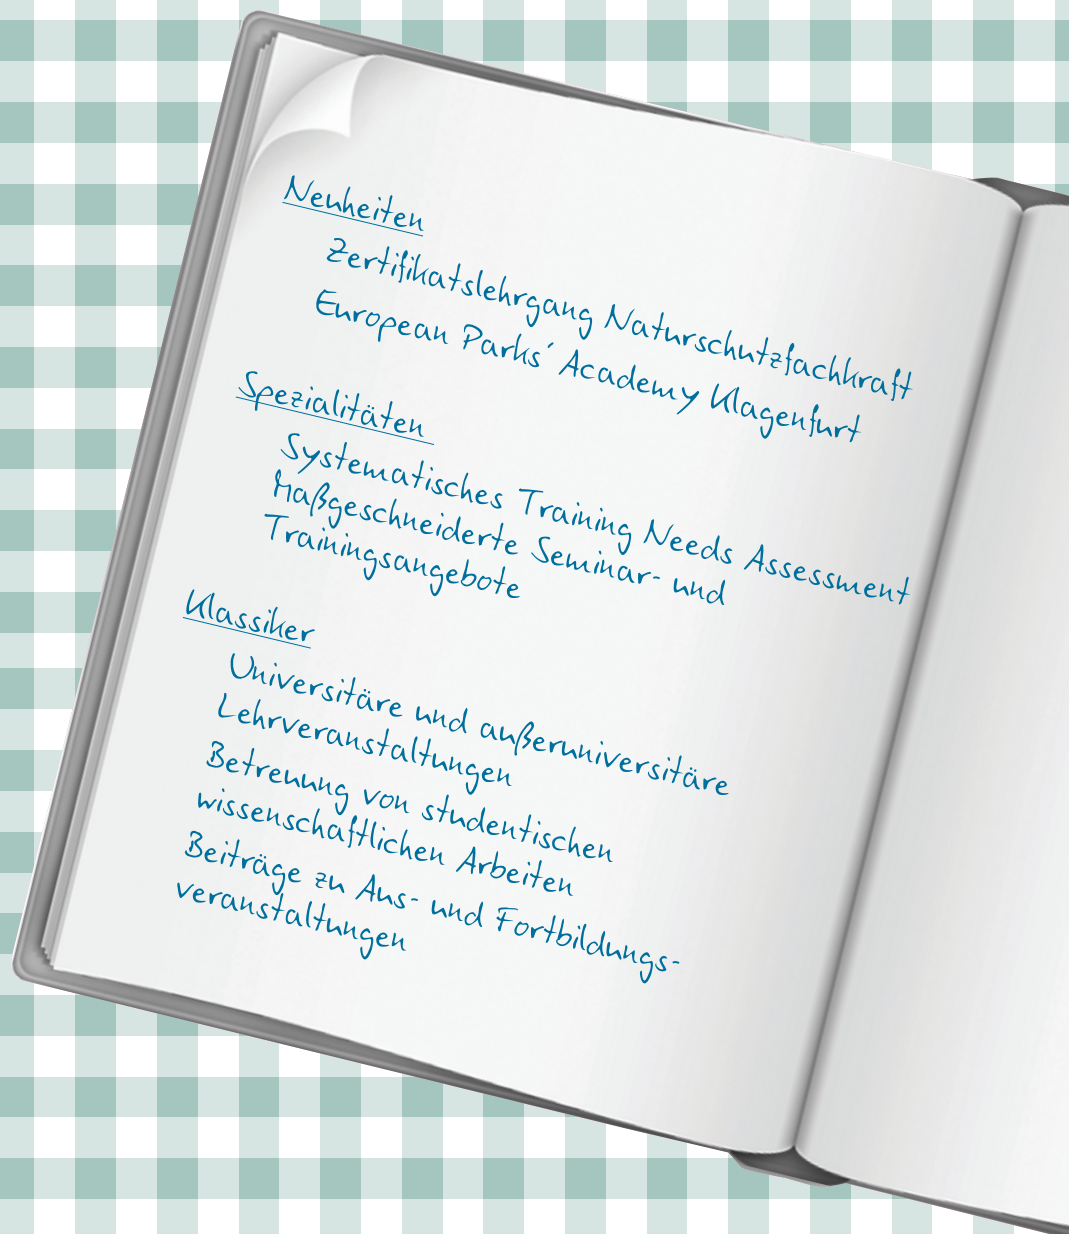 Neuheiten
Zertifikatslehrgang Naturschutzfachkraft
European Parks´ Academy Klagenfurt
Spezialitäten
Systematisches Training Needs Assessment
Maßgeschneiderte Seminar- und
Trainingsangebote
Klassiker
Universitäre und außeruniversitäre
Lehrveranstaltungen
Betreuung von studentischen
wissenschaftlichen Arbeiten
Beiträge zu Aus- und Fortbildungs-
veranstaltungen